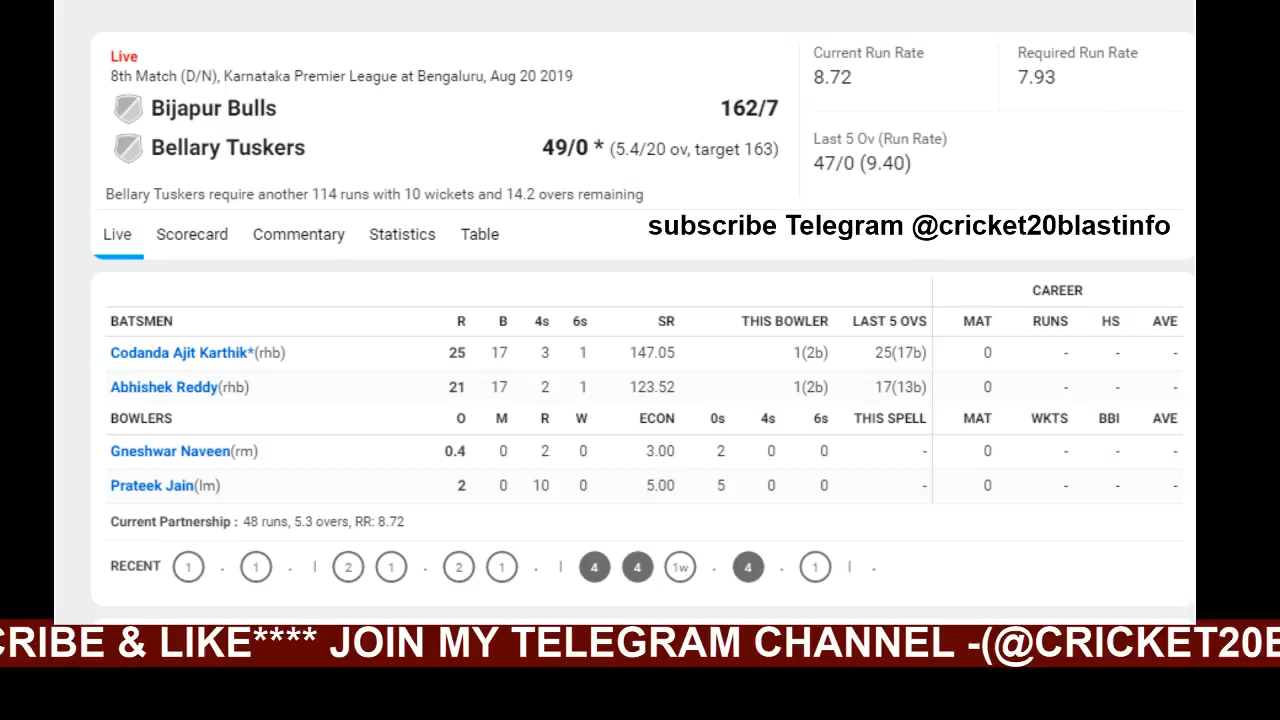 Live
8th Match (D/N), Karnataka Premier League at Bengaluru, Aug 20 2019
Bijapur Bulls 162/7
Bellary Tuskers 49/0 * (5.4/20 ov, target 163)
Bellary Tuskers require another 114 runs with 10 wickets and 14.2 overs remaining
Current Run Rate Required Run Rate
8.72 7.93
Last 5 Ov (Run Rate)
47/0 (9.40)
subscribe Telegram @cricket20blastinfo
Live Scorecard Commentary Statistics Table
CAREER
BATSMEN R B 4s 6s SR THIS BOWLER LAST 5 OVS MAT RUNS HS AVE
Codanda Ajit Karthik*(rhb) 25 17 3 1 147.05 1(2b) 25(17b) 0 - - -
Abhishek Reddy(rhb) 21 17 2 1 123.52 1(2b) 17(13b) 0 - - -
BOWLERS O M R W ECON 0s 4s 6s THIS SPELL MAT WKTS BBI AVE
Gneshwar Naveen(rm) 0.4 0 2 0 3.00 2 0 0 - 0 - - -
Prateek Jain(lm) 2 0 10 0 5.00 5 0 0 - 0 - - -
Current Partnership : 48 runs, 5.3 overs, RR: 8.72
RECENT 1 . 1 . | 2 1 . 2 1 . | 4 4 1w . 4 . 1 | .
CRIBE & LIKE**** JOIN MY TELEGRAM CHANNEL -(@CRICKET20B